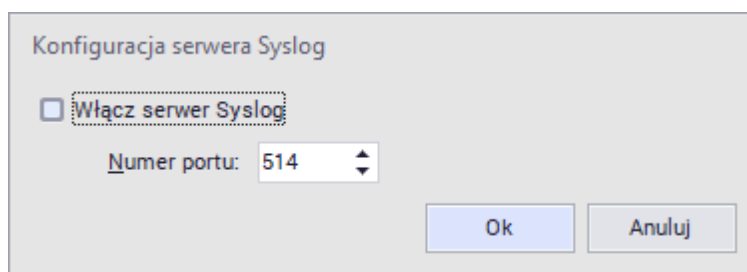 Konfiguracja serwera Syslog
Włącz serwer Syslog
Numer portu: 514
Ok Anuluj